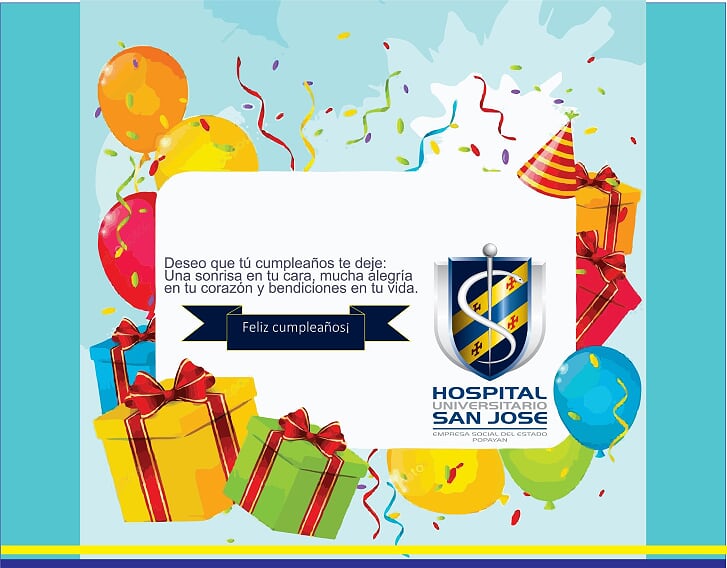 Deseo que tú cumpleaños te deje:
Una sonrisa en tu cara, mucha alegría
en tu corazón y bendiciones en tu vida.
Feliz cumpleaños¡
HOSPITAL
UNIVERSITARIO
SAN JOSE
EMPRESA SOCIAL DEL ESTADO
POPAYAN